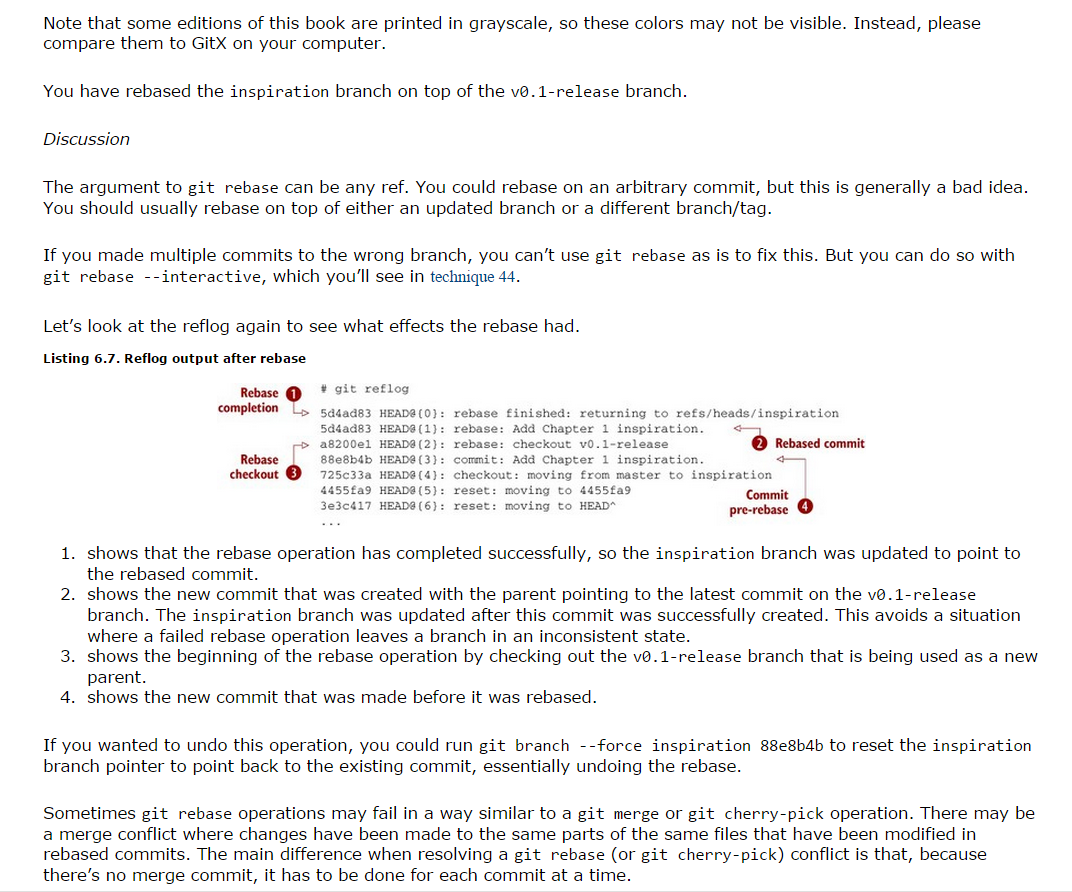 Note that some editions of this book are printed in grayscale, so these colors may not be visible. Instead, please
compare them to GitX on your computer.
You have rebased the inspiration branch on top of the v0.1-release branch.
Discussion
The argument to git rebase can be any ref. You could rebase on an arbitrary commit, but this is generally a bad idea.
You should usually rebase on top of either an updated branch or a different branch/tag.
If you made multiple commits to the wrong branch, you can’t use git rebase as is to fix this. But you can do so with
git rebase --interactive, which you’ll see in technique 44.
Let’s look at the reflog again to see what effects the rebase had.
Listing 6.7. Reflog output after rebase
# git reflog
Rebase 1
completion
5d4ad83 HEAD@{0}: rebase finished: returning to refs/heads/inspiration
5d4ad83 HEAD@{1}: rebase: Add Chapter 1 inspiration.
a8200e1 HEAD@{2}: rebase: checkout v0.1-release
2 Rebased commit
88e8b4b HEAD@{3}: commit: Add Chapter 1 inspiration.
Rebase
checkout 3
725c33a HEAD@{4}: checkout: moving from master to inspiration
4455fa9 HEAD@{5}: reset: moving to 4455fa9
Commit
pre-rebase 4
3e3c417 HEAD@{6}: reset: moving to HEAD^
...
1. shows that the rebase operation has completed successfully, so the inspiration branch was updated to point to
the rebased commit.
2. shows the new commit that was created with the parent pointing to the latest commit on the v0.1-release
branch. The inspiration branch was updated after this commit was successfully created. This avoids a situation
where a failed rebase operation leaves a branch in an inconsistent state.
3. shows the beginning of the rebase operation by checking out the v0.1-release branch that is being used as a new
parent.
4. shows the new commit that was made before it was rebased.
If you wanted to undo this operation, you could run git branch --force inspiration 88e8b4b to reset the inspiration
branch pointer to point back to the existing commit, essentially undoing the rebase.
Sometimes git rebase operations may fail in a way similar to a git merge or git cherry-pick operation. There may be
a merge conflict where changes have been made to the same parts of the same files that have been modified in
rebased commits. The main difference when resolving a git rebase (or git cherry-pick) conflict is that, because
there’s no merge commit, it has to be done for each commit at a time.